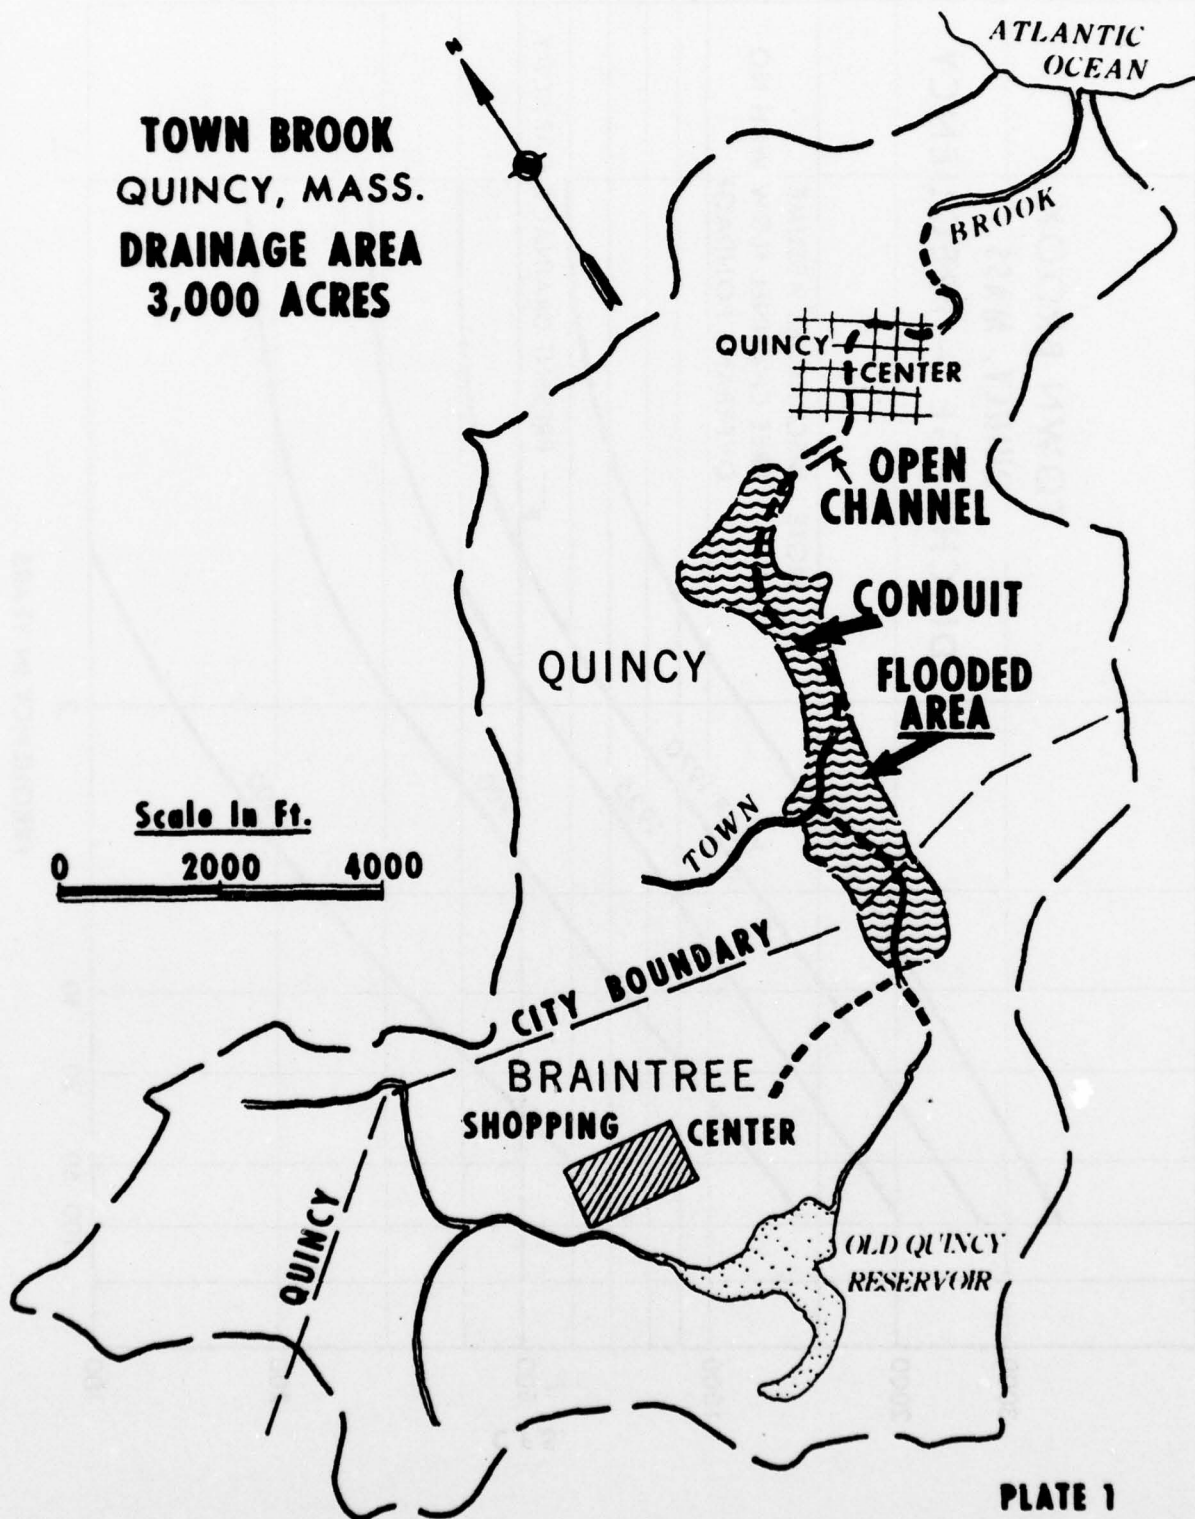 ATLANTIC
OCEAN
N
TOWN BROOK
QUINCY, MASS.
DRAINAGE AREA
3,000 ACRES
BROOK
QUINCY
CENTER
OPEN
CHANNEL
CONDUIT
QUINCY
FLOODED
AREA
Scale In Ft.
0 2000 4000
TOWN
CITY BOUNDARY
BRAINTREE
SHOPPING CENTER
QUINCY
OLD QUINCY
RESERVOIR
PLATE 1